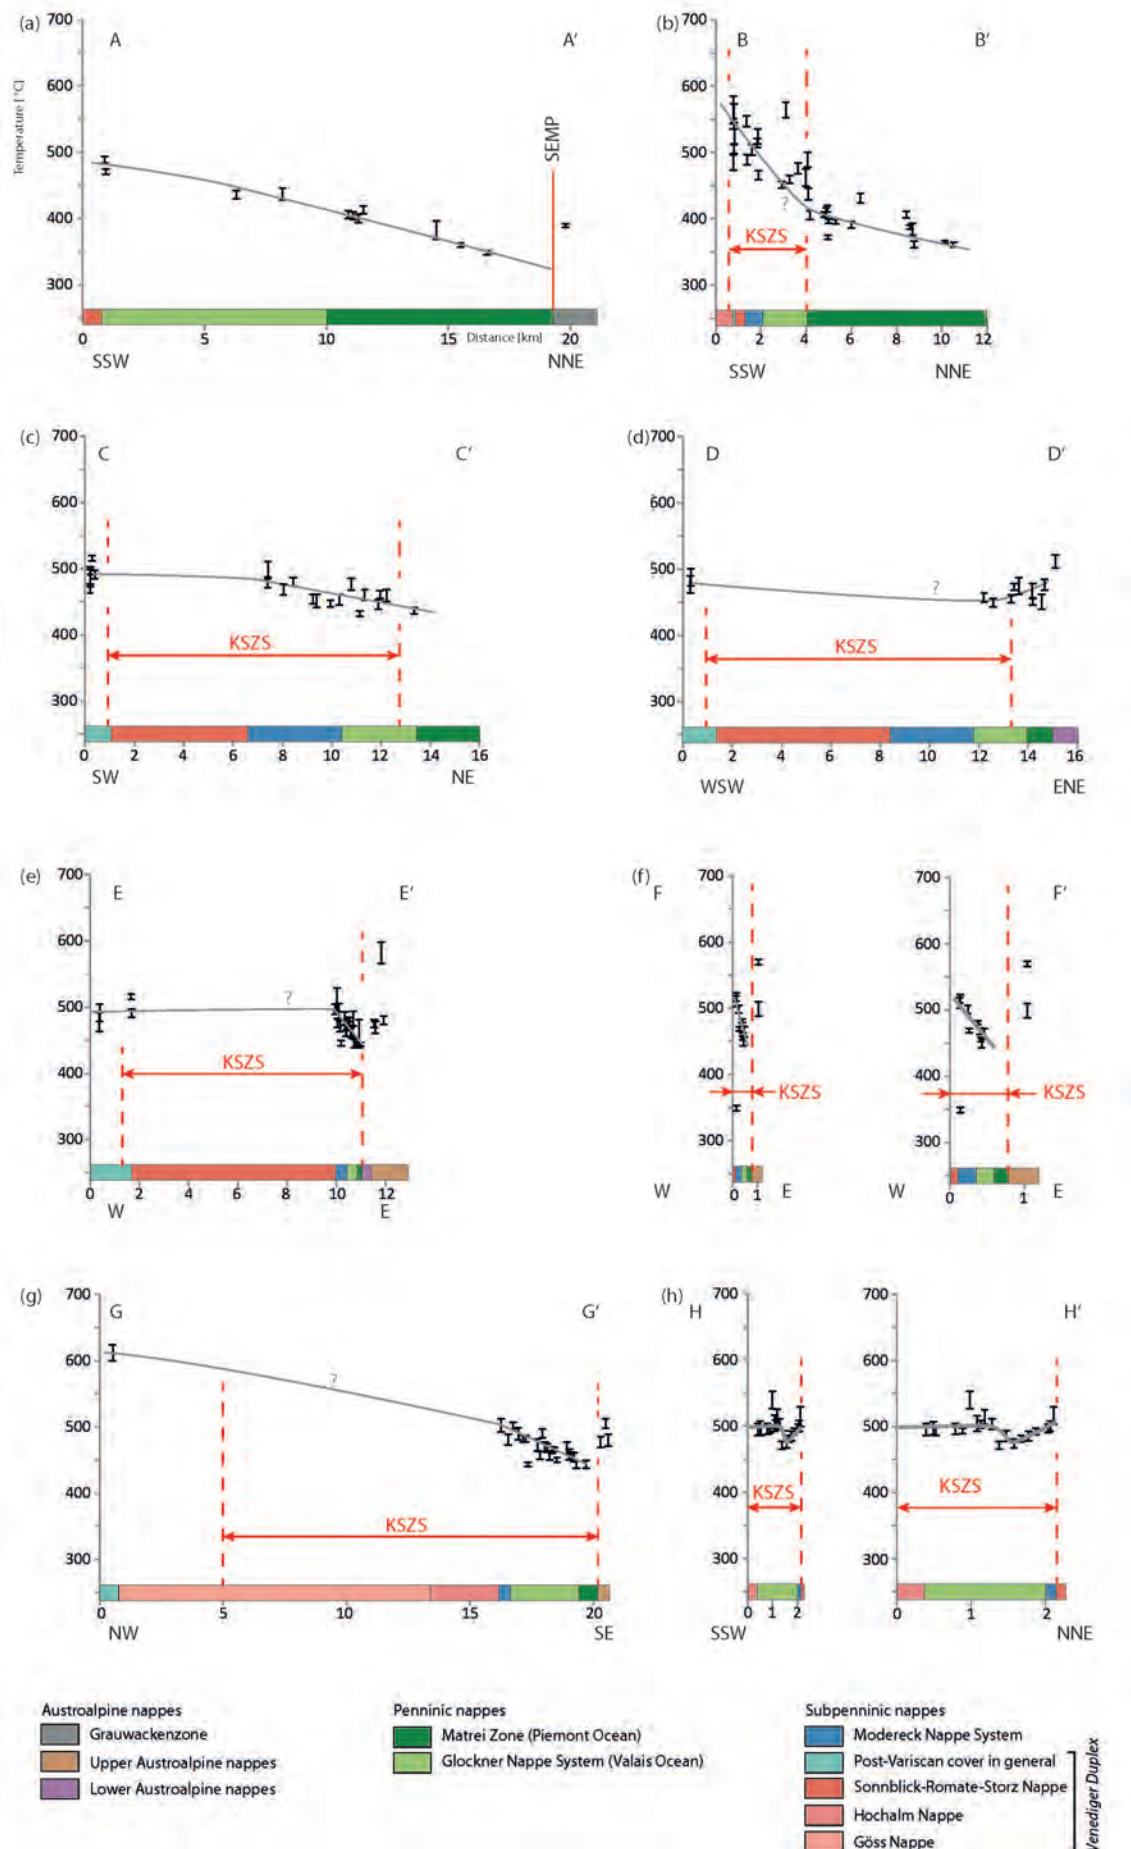 (a)
700
A
A'
600
500
400
300
Temperature [°C]
SEMP
0
5
10
15
Distance [km]
20
SSW
NNE
(b)
700
B
B'
600
500
400
300
?
KSZS
0
2
4
6
8
10
12
SSW
NNE
(c)
700
C
C'
600
500
400
300
KSZS
0
2
4
6
8
10
12
14
16
SW
NE
(d)
700
D
D'
600
500
400
300
?
KSZS
0
2
4
6
8
10
12
14
16
WSW
ENE
(e)
700
E
E'
600
500
400
300
?
KSZS
0
2
4
6
8
10
12
W
E
(f)
700
F
600
500
400
300
KSZS
W
0
1
E
700
F'
600
500
400
300
KSZS
W
0
1
E
(g)
700
G
G'
600
500
400
300
?
KSZS
0
5
10
15
20
NW
SE
(h)
700
H
600
500
400
300
KSZS
0
1
2
SSW
700
H'
600
500
400
300
KSZS
0
1
2
NNE
Austroalpine nappes
Grauwackenzone
Upper Austroalpine nappes
Lower Austroalpine nappes
Penninic nappes
Matrei Zone (Piemont Ocean)
Glockner Nappe System (Valais Ocean)
Subpenninic nappes
Modereck Nappe System
Post-Variscan cover in general
Sonnblick-Romate-Storz Nappe
Hochalm Nappe
Göss Nappe
Venediger Duplex